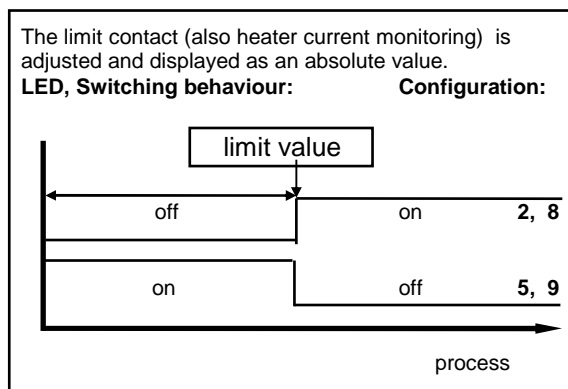 The limit contact (also heater current monitoring) is
adjusted and displayed as an absolute value.
LED, Switching behaviour: Configuration:
limit value
off on 2, 8
on off 5, 9
process